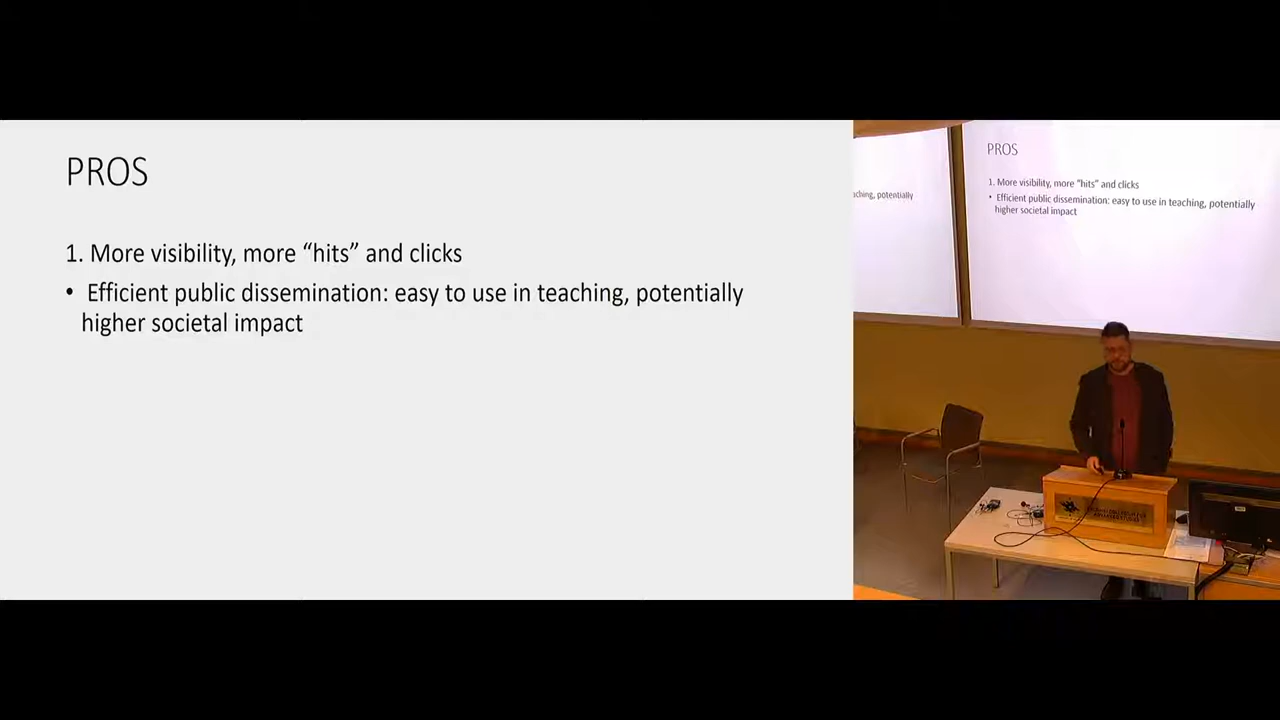 PROS
1. More visibility, more “hits” and clicks
• Efficient public dissemination: easy to use in teaching, potentially
higher societal impact
aching, potentially
PROS
1. More visibility, more “hits” and clicks
• Efficient public dissemination: easy to use in teaching, potentially
higher societal impact